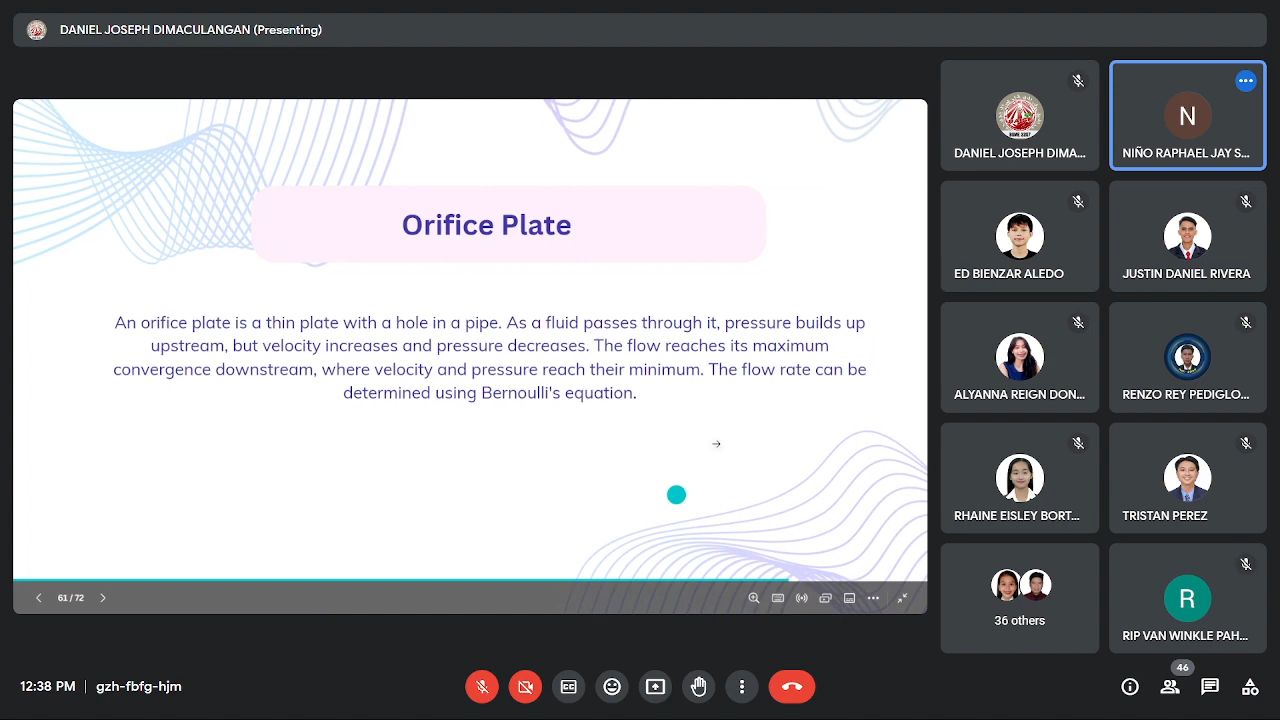 DANIEL JOSEPH DIMACULANGAN (Presenting)
Orifice Plate
An orifice plate is a thin plate with a hole in a pipe. As a fluid passes through it, pressure builds up
upstream, but velocity increases and pressure decreases. The flow reaches its maximum
convergence downstream, where velocity and pressure reach their minimum. The flow rate can be
determined using Bernoulli's equation.
61 / 72
DANIEL JOSEPH DIMA...
N
NIÑO RAPHAEL JAY S...
ED BIENZAR ALEDO
JUSTIN DANIEL RIVERA
ALYANNA REIGN DON...
RENZO REY PEDIGLO...
RHAINE EISLEY BORT...
TRISTAN PEREZ
36 others
R
RIP VAN WINKLE PAH...
12:38 PM | gzh-fbfg-hjm
46